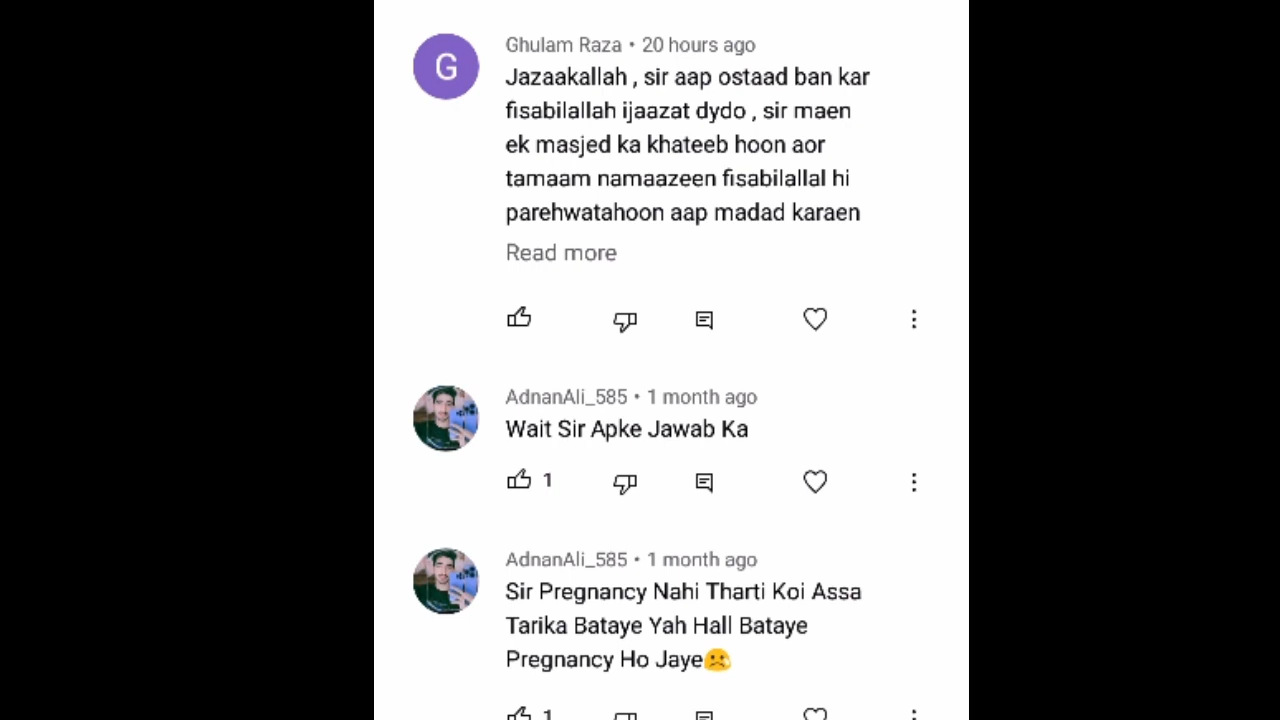 G
Ghulam Raza • 20 hours ago
Jazaakallah , sir aap ostaad ban kar
fisabilallah ijaazat dydo , sir maen
ek masjed ka khateeb hoon aor
tamaam namaazeen fisabilallal hi
parehwatahoon aap madad karaen
Read more
AdnanAli_585 • 1 month ago
Wait Sir Apke Jawab Ka
1
AdnanAli_585 • 1 month ago
Sir Pregnancy Nahi Tharti Koi Assa
Tarika Bataye Yah Hall Bataye
Pregnancy Ho Jaye☹️
1